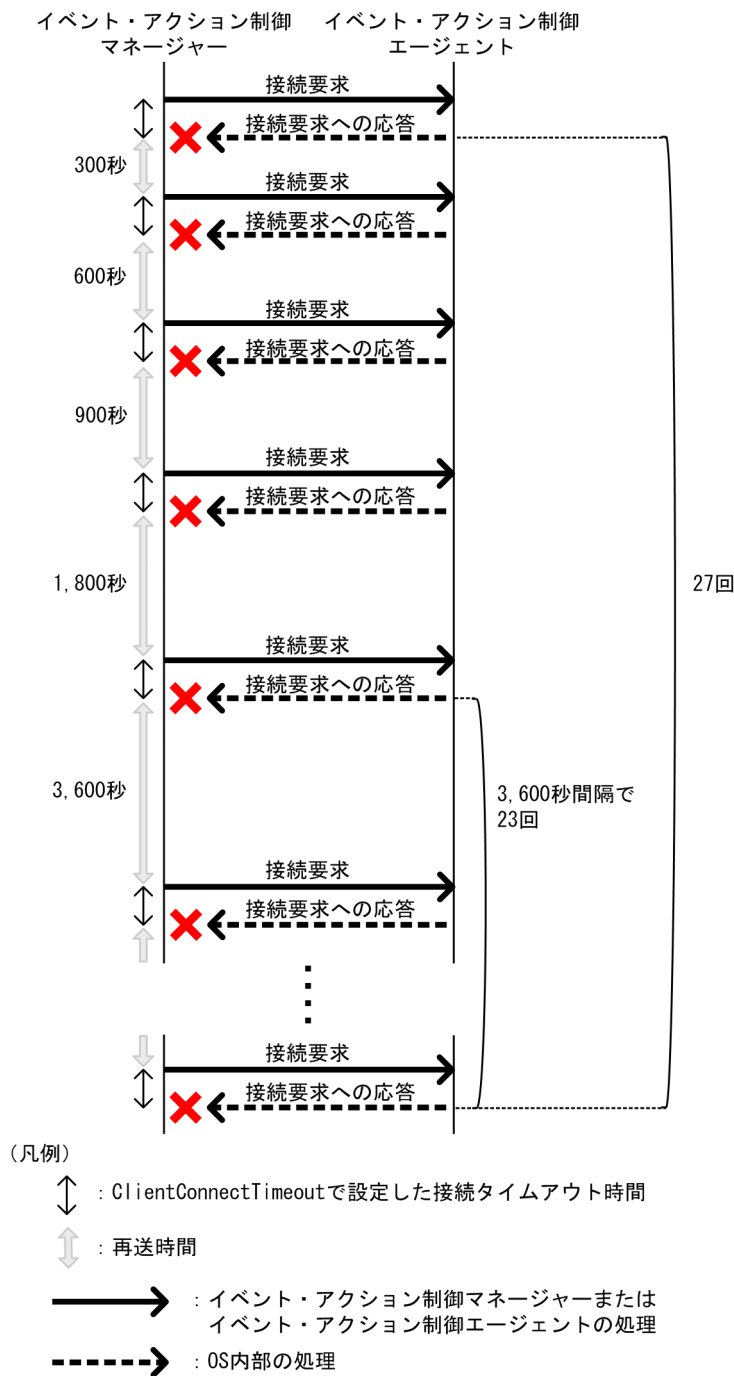 イベント・アクション制御
マネージャー
イベント・アクション制御
エージェント
接続要求
接続要求への応答
300秒
接続要求
接続要求への応答
600秒
接続要求
接続要求への応答
900秒
接続要求
接続要求への応答
1,800秒
27回
接続要求
接続要求への応答
3,600秒
3,600秒間隔で
23回
接続要求
接続要求への応答
接続要求
接続要求への応答
(凡例)
:ClientConnectTimeoutで設定した接続タイムアウト時間
:再送時間
:イベント・アクション制御マネージャーまたは
イベント・アクション制御エージェントの処理
:OS内部の処理